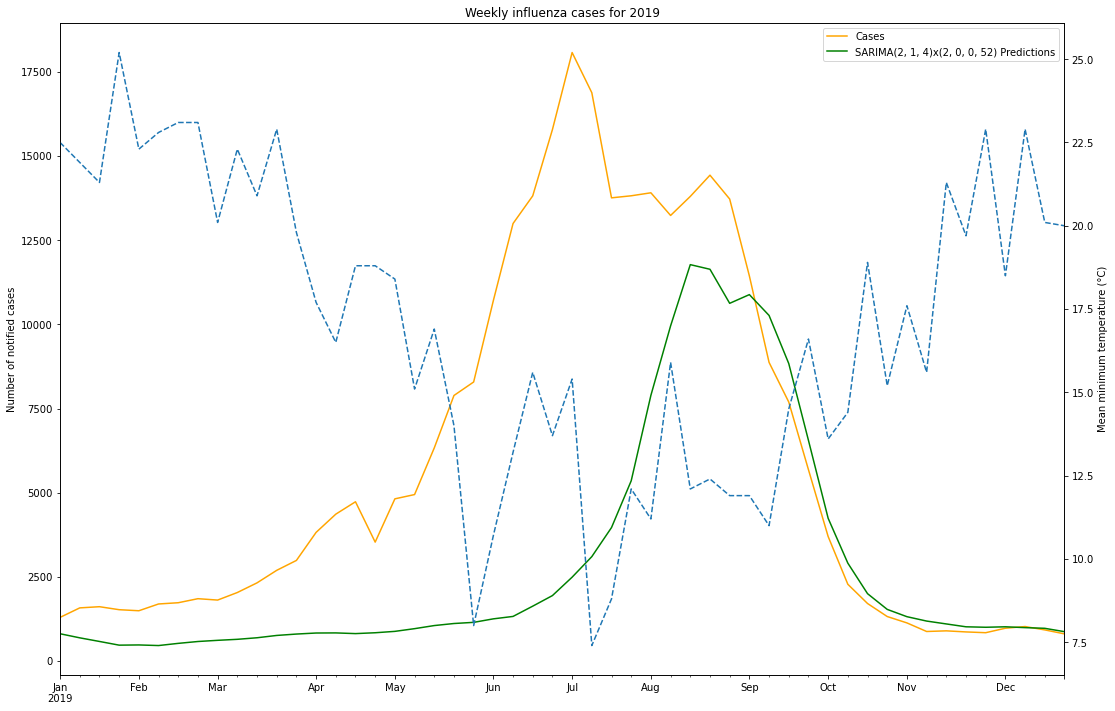 Weekly influenza cases for 2019
Cases
SARIMA(2, 1, 4)x(2, 0, 0, 52) Predictions
Number of notified cases
17500
15000
12500
10000
7500
5000
2500
0
Mean minimum temperature (°C)
25.0
22.5
20.0
17.5
15.0
12.5
10.0
7.5
Jan Feb Mar Apr May Jun Jul Aug Sep Oct Nov Dec
2019